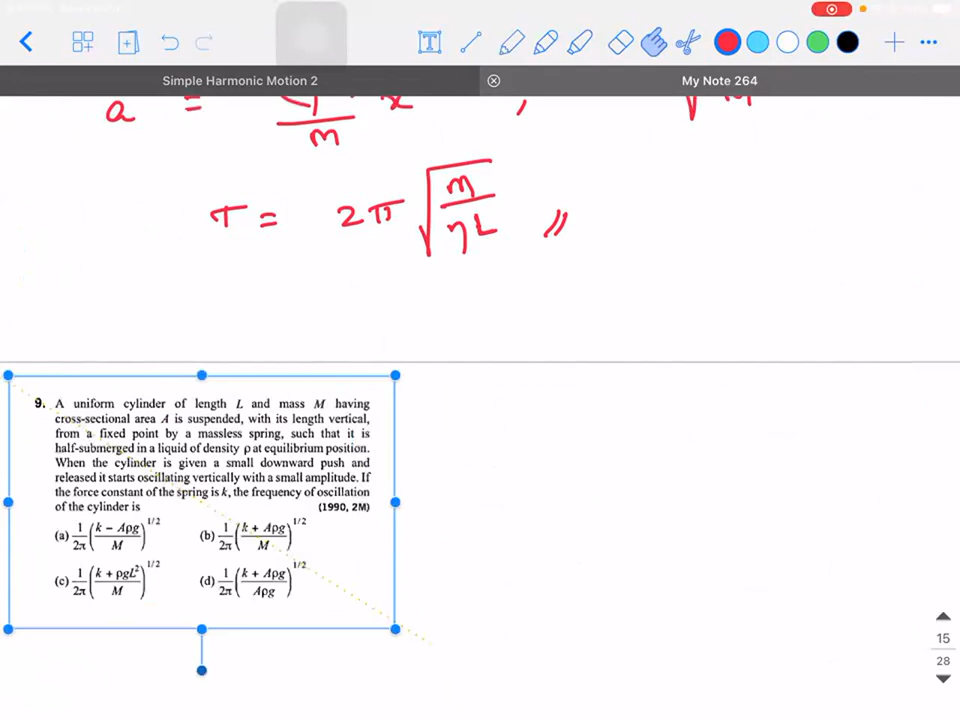 Simple Harmonic Motion 2
My Note 264
a = x ,
m
T = 2π √ m
ηL //
9. A uniform cylinder of length L and mass M having
cross-sectional area A is suspended, with its length vertical,
from a fixed point by a massless spring, such that it is
half-submerged in a liquid of density ρ at equilibrium position.
When the cylinder is given a small downward push and
released it starts oscillating vertically with a small amplitude. If
the force constant of the spring is k, the frequency of oscillation
of the cylinder is (1990, 2M)
(a) 1/2π (k − Aρg / M)^1/2 (b) 1/2π (k + Aρg / M)^1/2
(c) 1/2π (k + ρgL² / M)^1/2 (d) 1/2π (k + Aρg / Aρg)^1/2
15
28